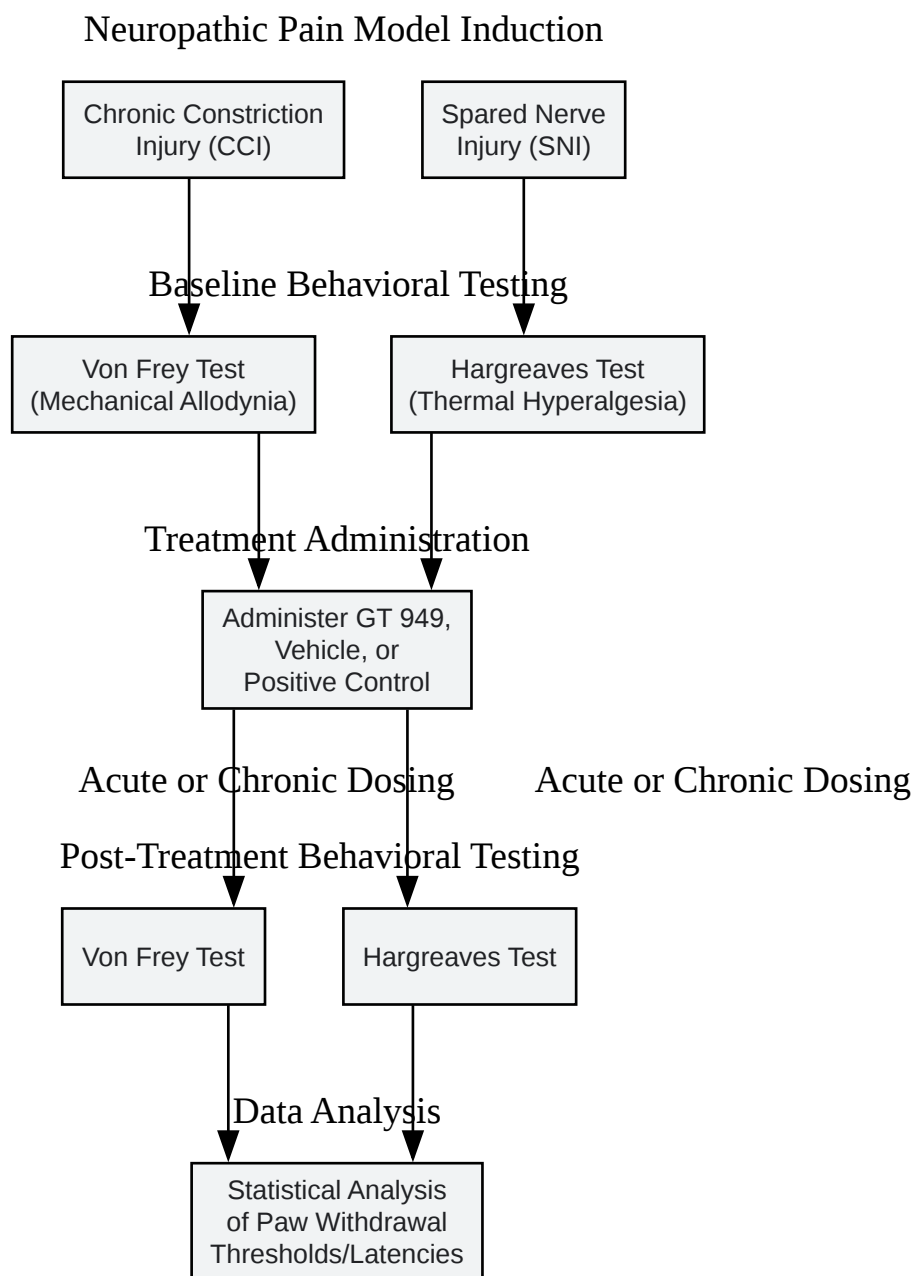 Neuropathic Pain Model Induction
Chronic Constriction
Injury (CCI)
Spared Nerve
Injury (SNI)
Baseline Behavioral Testing
Von Frey Test
(Mechanical Allodynia)
Hargreaves Test
(Thermal Hyperalgesia)
Treatment Administration
Administer GT 949,
Vehicle, or
Positive Control
Acute or Chronic Dosing
Acute or Chronic Dosing
Post-Treatment Behavioral Testing
Von Frey Test
Hargreaves Test
Data Analysis
Statistical Analysis
of Paw Withdrawal
Thresholds/Latencies